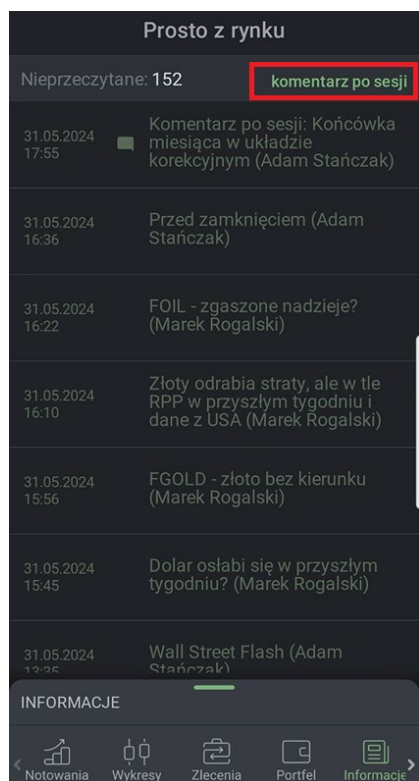 Prosto z rynku
Nieprzeczytane: 152
komentarz po sesji
31.05.2024
17:55
Komentarz po sesji: Końcówka
miesiąca w układzie
korekcyjnym (Adam Stańczak)
31.05.2024
16:36
Przed zamknięciem (Adam
Stańczak)
31.05.2024
16:22
FOIL - zgaszone nadzieje?
(Marek Rogalski)
31.05.2024
16:10
Złoty odrabia straty, ale w tle
RPP w przyszłym tygodniu i
dane z USA (Marek Rogalski)
31.05.2024
15:56
FGOLD - złoto bez kierunku
(Marek Rogalski)
31.05.2024
15:45
Dolar osłabi się w przyszłym
tygodniu? (Marek Rogalski)
31.05.2024
13:35
Wall Street Flash (Adam
Stańczak)
INFORMACJE
Notowania
Wykresy
Zlecenia
Portfel
Informacje